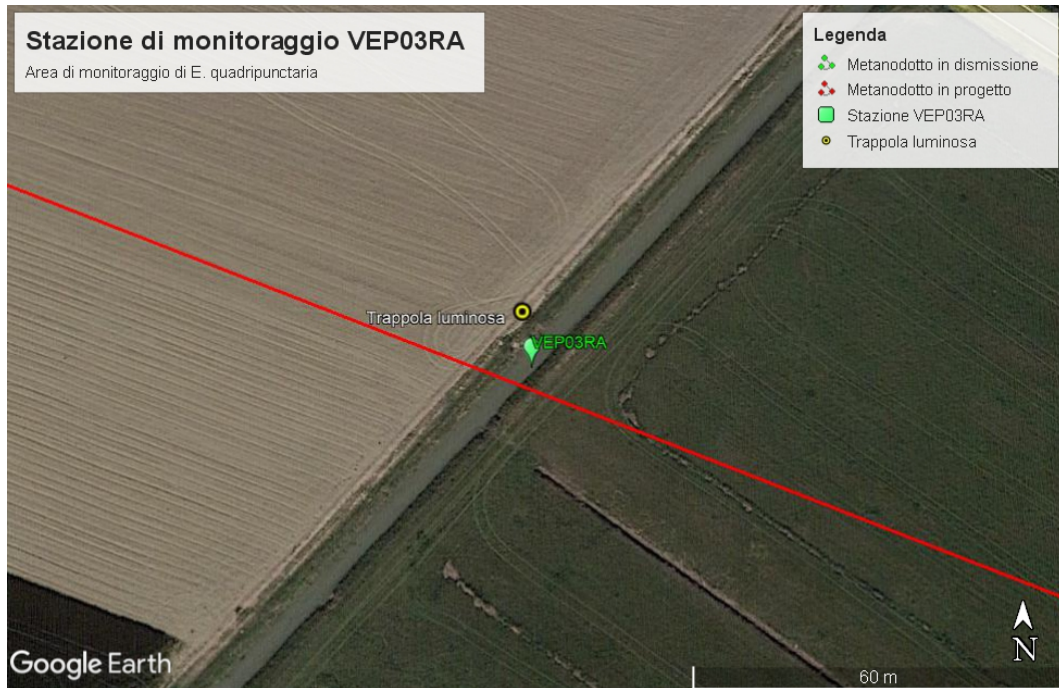 Stazione di monitoraggio VEP03RA
Area di monitoraggio di E. quadripunctaria
Legenda
Metanodotto in dismissione
Metanodotto in progetto
Stazione VEP03RA
Trappola luminosa
Trappola luminosa
VEP03RA
N
Google Earth
60 m